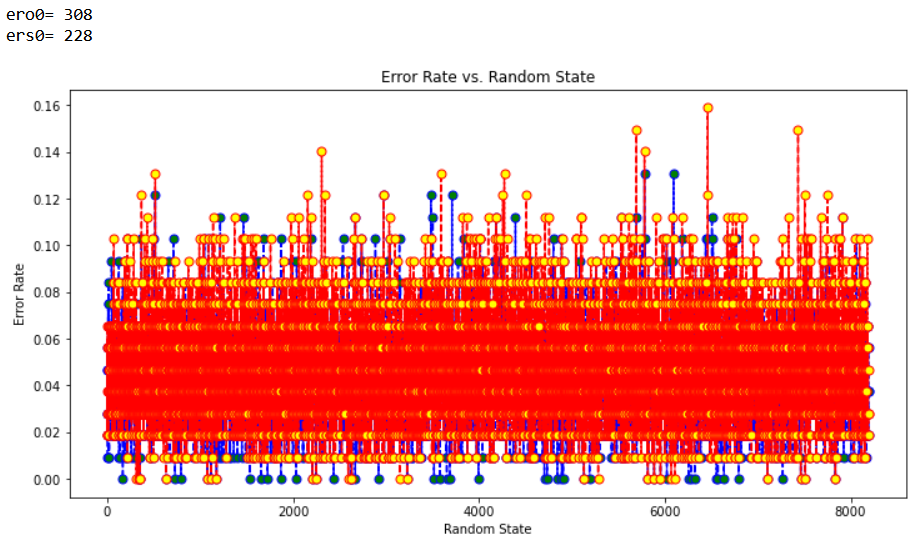 ero0= 308
ers0= 228
Error Rate vs. Random State
0.16
0.14
0.12
0.10
0.08
0.06
0.04
0.02
0.00
Error Rate
0 2000 4000 6000 8000
Random State